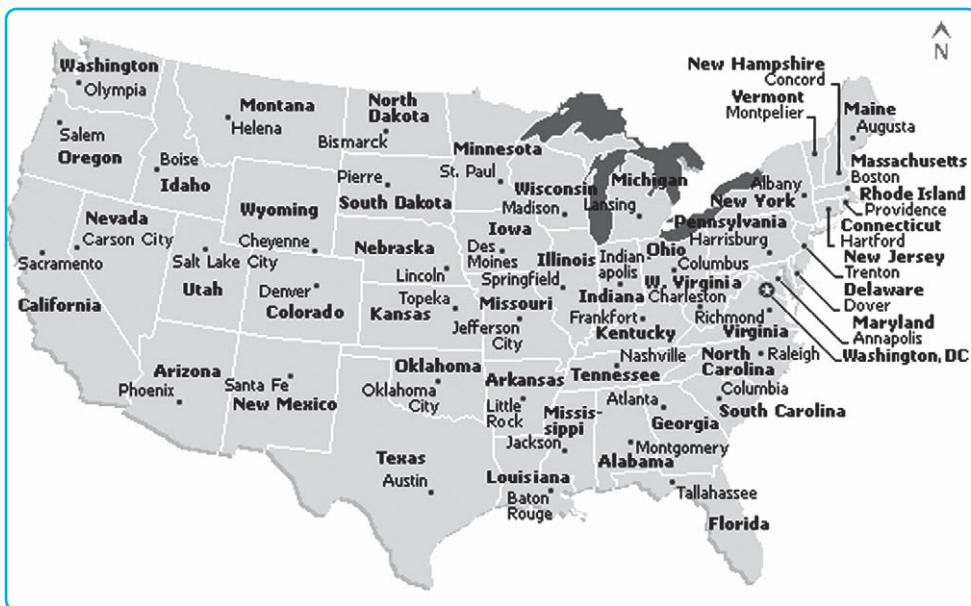 N
Washington
Olympia
Salem
Oregon
Montana
Helena
Boise
Idaho
North
Dakota
Bismarck
Minnesota
St. Paul
Pierre
South Dakota
Wyoming
Cheyenne
Nevada
Carson City
Sacramento
California
Salt Lake City
Utah
Denver
Colorado
Nebraska
Lincoln
Topeka
Kansas
Wisconsin
Madison
Iowa
Des
Moines
Michigan
Lansing
Illinois
Springfield
Missouri
Jefferson
City
Indian
apolis
Indiana
Ohio
Columbus
W. Virginia
Charleston
Frankfort
Kentucky
Richmond
Virginia
New Hampshire
Concord
Vermont
Montpelier
Maine
Augusta
Massachusetts
Boston
Rhode Island
Providence
Albany
New York
Pennsylvania
Harrisburg
Connecticut
Hartford
New Jersey
Trenton
Delaware
Dover
Maryland
Annapolis
Washington, DC
Arizona
Phoenix
Santa Fe
New Mexico
Oklahoma
Oklahoma
City
Texas
Austin
Arkansas
Little
Rock
Nashville
Tennessee
North
Carolina
Raleigh
Columbia
South Carolina
Missis-
sippi
Jackson
Atlanta
Georgia
Montgomery
Alabama
Louisiana
Baton
Rouge
Tallahassee
Florida